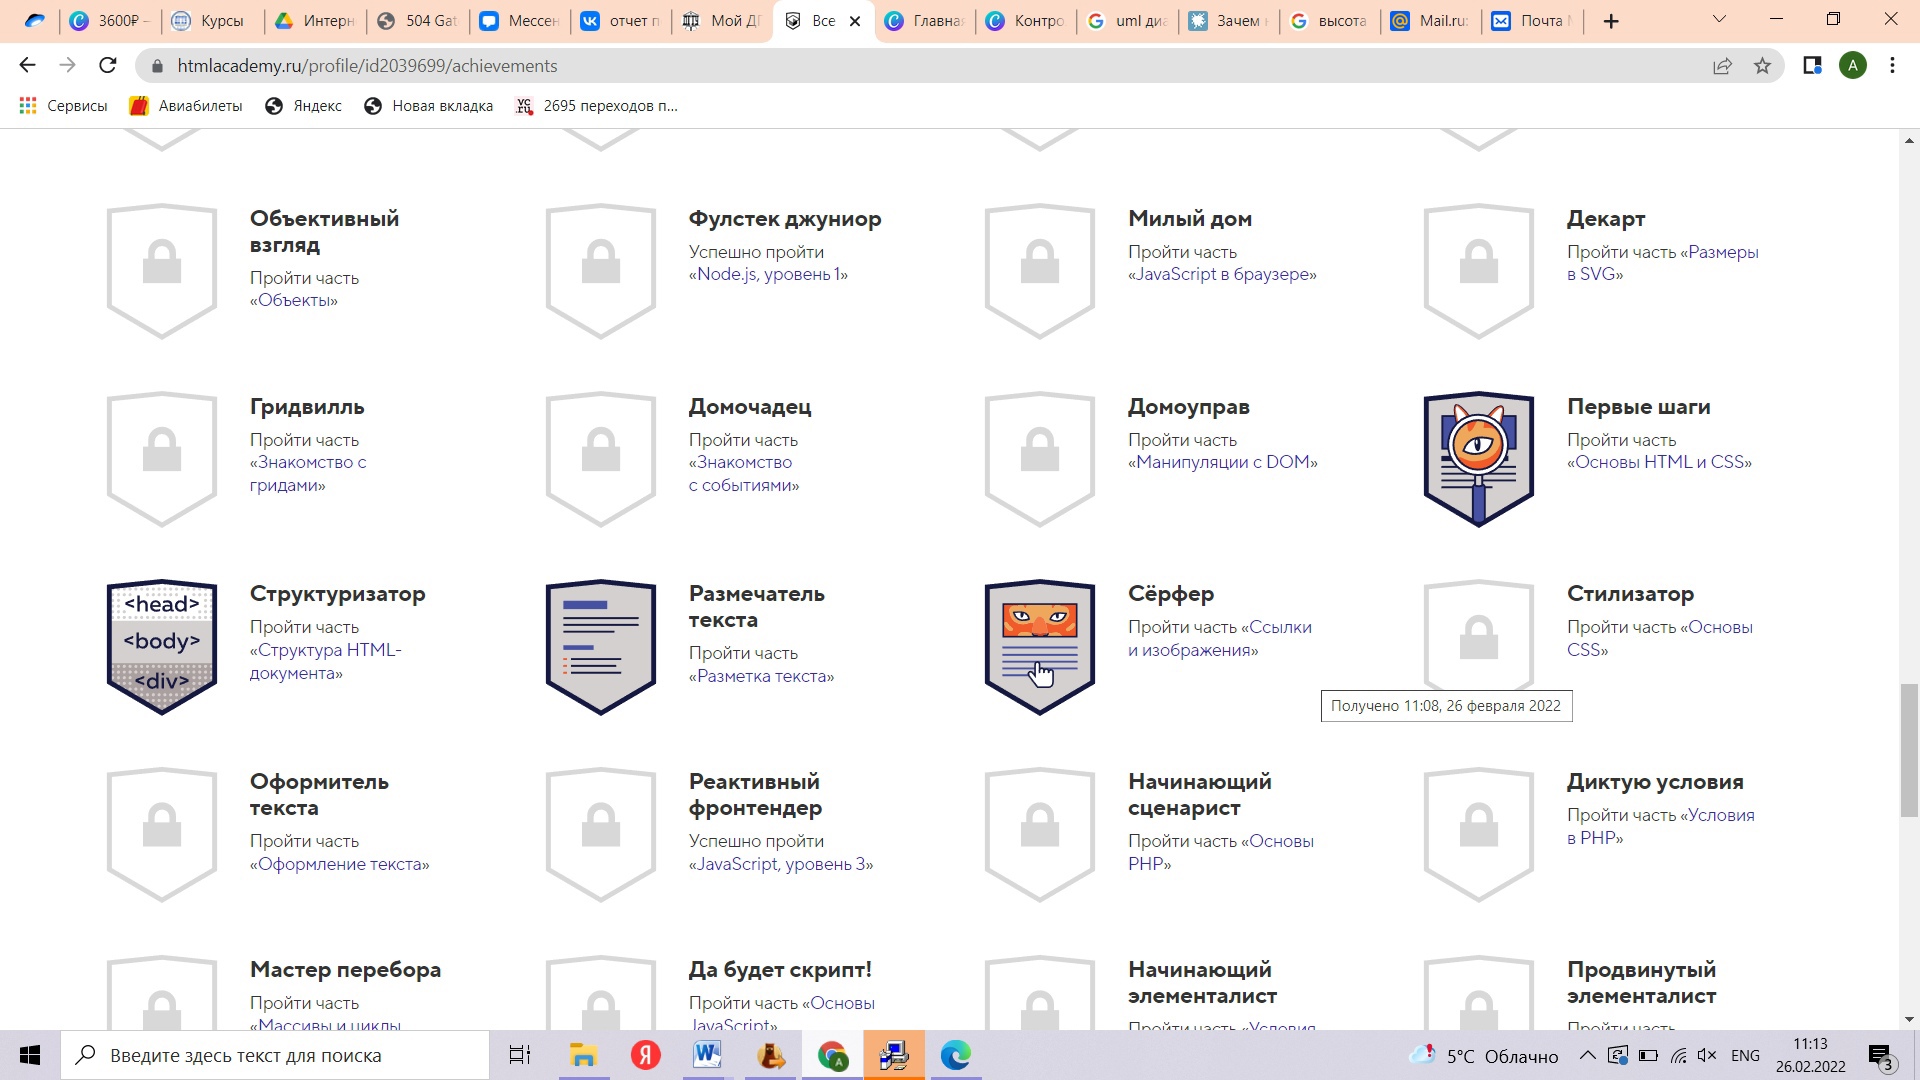 3600₽ –
Курсы
Интерн
504 Gat
Мессен
отчет п
Мой ДГ
Все
Главная
Контро
uml диа
Зачем
высота
Mail.ru:
Почта
htmlacademy.ru/profile/id2039699/achievements
A
Сервисы
Авиабилеты
Яндекс
Новая вкладка
2695 переходов п...
Объективный
взгляд
Пройти часть
«Объекты»
Фулстек джуниор
Успешно пройти
«Node.js, уровень 1»
Милый дом
Пройти часть
«JavaScript в браузере»
Декарт
Пройти часть «Размеры
в SVG»
Гридвилль
Пройти часть
«Знакомство с
гридами»
Домочадец
Пройти часть
«Знакомство
с событиями»
Домоуправ
Пройти часть
«Манипуляции с DOM»
Первые шаги
Пройти часть
«Основы HTML и CSS»
<head>
<body>
<div>
Структуризатор
Пройти часть
«Структура HTML-
документа»
Размечатель
текста
Пройти часть
«Разметка текста»
Сёрфер
Пройти часть «Ссылки
и изображения»
Стилизатор
Пройти часть «Основы
CSS»
Получено 11:08, 26 февраля 2022
Оформитель
текста
Пройти часть
«Оформление текста»
Реактивный
фронтендер
Успешно пройти
«JavaScript, уровень 3»
Начинающий
сценарист
Пройти часть «Основы
PHP»
Диктую условия
Пройти часть «Условия
в PHP»
Мастер перебора
Пройти часть
«Массивы и циклы
Да будет скрипт!
Пройти часть «Основы
JavaScript»
Начинающий
элементалист
Пройти часть «Условия
Продвинутый
элементалист
Пройти часть
Введите здесь текст для поиска
5°C Облачно
ENG
11:13
26.02.2022
3